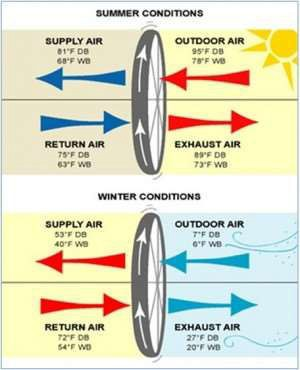 SUMMER CONDITIONS
SUPPLY AIR
81°F DB
68°F WB
OUTDOOR AIR
95°F DB
78°F WB
RETURN AIR
75°F DB
63°F WB
EXHAUST AIR
89°F DB
73°F WB
WINTER CONDITIONS
SUPPLY AIR
53°F DB
40°F WB
OUTDOOR AIR
7°F DB
6°F WB
RETURN AIR
72°F DB
54°F WB
EXHAUST AIR
27°F DB
20°F WB